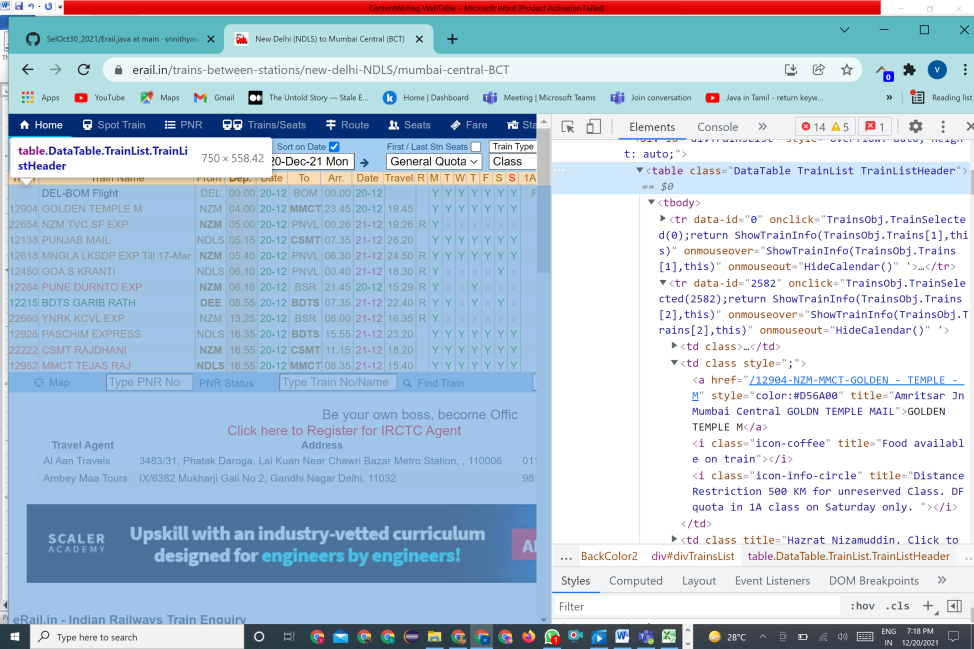 ContentWriting-WebTable - Microsoft Word (Product Activation Failed)
SelOct30_2021/Erail.java at main · srinithyas
New Delhi (NDLS) to Mumbai Central (BCT)
erail.in/trains-between-stations/new-delhi-NDLS/mumbai-central-BCT
0
V
Apps YouTube Maps Gmail The Untold Story — Stale E... Home | Dashboard Meeting | Microsoft Teams Join conversation Java in Tamil - return keyw... » Reading list
Home Spot Train PNR Trains/Seats Route Seats Fare Sta
table.DataTable.TrainList.TrainListHeader 750 × 558.42
Sort on Date First / Last Stn Seats Train Type
20-Dec-21 Mon General Quota Class
Train Name From Dep. Date To Arr. Date Travel R M T W T F S S 1A
DEL-BOM Flight DEL 00.00 20-12 BOM 00.00 20-12 Y Y Y Y Y Y Y
12904 GOLDEN TEMPLE M NZM 04.00 20-12 MMCT 23.45 20-12 19.45 Y Y Y Y Y Y Y
22654 NZM TVC SF EXP NZM 05.00 20-12 PNVL 00.26 21-12 19.26 R Y x x x x x x
12138 PUNJAB MAIL NDLS 05.15 20-12 CSMT 07.35 21-12 26.20 Y Y Y Y Y Y Y
12618 MNGLA LKSDP EXP Till 17-Mar NZM 05.40 20-12 PNVL 06.30 21-12 24.50 R Y Y Y Y Y Y Y
12450 GOA S KRANTI NDLS 06.10 20-12 PNVL 00.40 21-12 18.30 R Y x x x x Y x
12264 PUNE DURNTO EXP NZM 06.16 20-12 BSR 21.45 20-12 15.29 R Y x x Y x x x
12215 BDTS GARIB RATH DEE 08.55 20-12 BDTS 07.35 21-12 22.40 R Y x Y x Y x Y
22660 YNRK KCVL EXP NZM 13.25 20-12 BSR 06.00 21-12 16.35 R Y x x x x x x
12926 PASCHIM EXPRESS NDLS 16.35 20-12 BDTS 15.55 21-12 23.20 Y Y Y Y Y Y Y
22222 CSMT RAJDHANI NZM 16.55 20-12 CSMT 11.15 21-12 18.20 Y Y Y Y Y Y Y
12952 MMCT TEJAS RAJ NDLS 16.55 20-12 MMCT 08.35 21-12 15.40 Y Y Y Y Y Y Y
Map Type PNR No PNR Status Type Train No/Name Find Train
Be your own boss, become Offic
Click here to Register for IRCTC Agent
Travel Agent Address
Al Aan Travels 3483/31, Phatak Daroga, Lal Kuan Near Chawri Bazar Metro Station, , 110006 011
Ambey Maa Tours IX/6382 Mukharji Gali No 2, Gandhi Nagar Delhi, 11032 98
SCALER ACADEMY
Upskill with an industry-vetted curriculum
designed for engineers by engineers!
eRail.in - Indian Railways Train Enquiry
Elements Console » 14 5 1
t: auto;">
<table class="DataTable TrainList TrainListHeader">
== $0
<tbody>
<tr data-id="0" onclick="TrainsObj.TrainSelecte
d(0);return ShowTrainInfo(TrainsObj.Trains[1],thi
s)" onmouseover="ShowTrainInfo(TrainsObj.Trains
[1],this)" onmouseout="HideCalendar()" '>…</tr>
<tr data-id="2582" onclick="TrainsObj.TrainSele
cted(2582);return ShowTrainInfo(TrainsObj.Trains
[2],this)" onmouseover="ShowTrainInfo(TrainsObj.T
rains[2],this)" onmouseout="HideCalendar()" '>
<td class>…</td>
<td class style=";">
<a href="/12904-NZM-MMCT-GOLDEN - TEMPLE -
M" style="color:#D56A00" title="Amritsar Jn
Mumbai Central GOLDN TEMPLE MAIL">GOLDEN
TEMPLE M</a>
<i class="icon-coffee" title="Food availabl
e on train"></i>
<i class="icon-info-circle" title="Distance
Restriction 500 KM for unreserved Class. DF
quota in 1A class on Saturday only. "></i>
</td>
<td class title="Hazrat Nizamuddin. Click to
... BackColor2 div#divTrainsList table.DataTable.TrainList.TrainListHeader
Styles Computed Layout Event Listeners DOM Breakpoints »
Filter :hov .cls +
Type here to search
1
28°C
ENG 7:18 PM
IN 12/20/2021